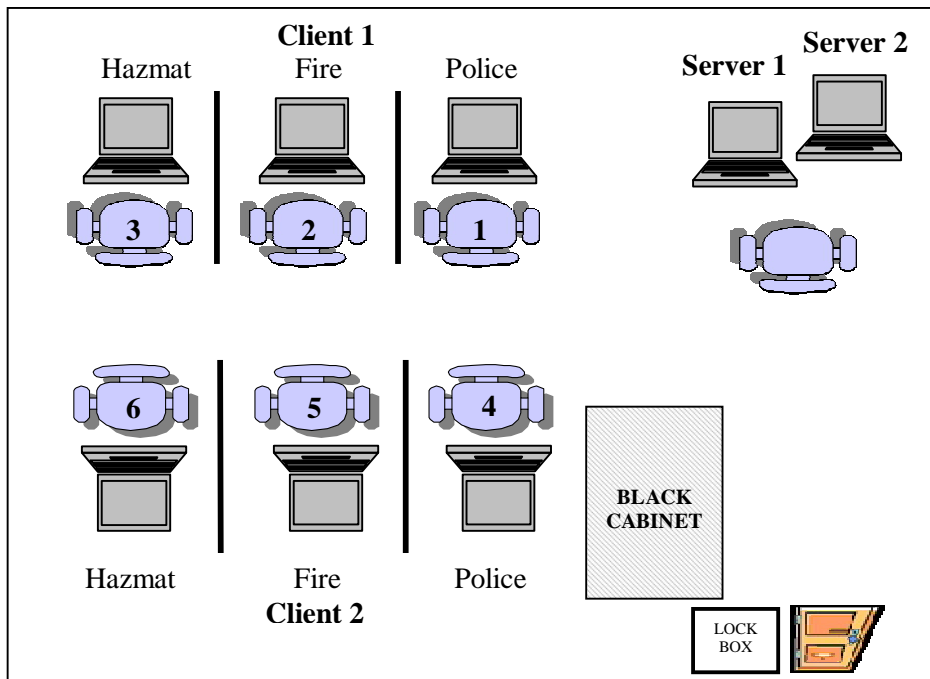 Client 1
Hazmat Fire Police
Server 1
Server 2
3 2 1
6 5 4
BLACK
CABINET
Hazmat Fire Police
Client 2
LOCK
BOX